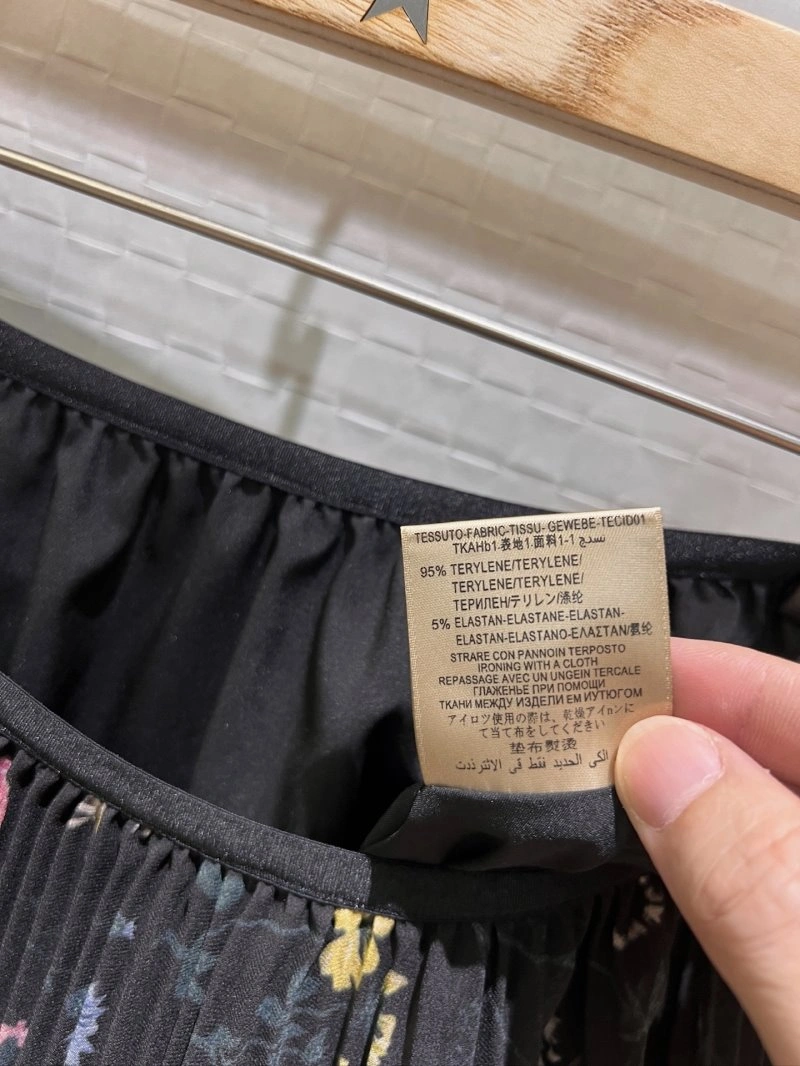 TESSUTO-FABRIC-TISSU- GEWEBE-TECID01
TKAHb1.表地1.面料1-1 نسدج
95% TERYLENE/TERYLENE/
TERYLENE/TERYLENE/
ТЕРИЛЕН/テリレン/涤纶
5% ELASTAN-ELASTANE-ELASTAN-
ELASTAN-ELASTANO-ΕΛΑΣΤΑΝ/氨纶
STRARE CON PANNOIN TERPOSTO
IRONING WITH A CLOTH
REPASSAGE AVEC UN UNGEIN TERCALE
ГЛАЖЕНЬЕ ПРИ ПОМОЩИ
ТКАНИ МЕЖДУ ИЗДЕЛИ ЕМ ИУТЮГОМ
アイロツ使用の際は、乾燥アイロンに
て当て布をしてください
垫布熨烫
الكي الحديد فقط في الانترذدت